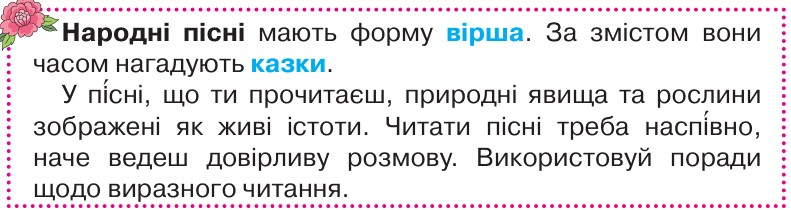 Народні пісні мають форму вірша. За змістом вони
часом нагадують казки.
У пі́сні, що ти прочитаєш, природні явища та рослини
зображені як живі істоти. Читати пісні треба наспі́вно,
наче ведеш довірливу розмову. Використовуй поради
щодо виразного читання.